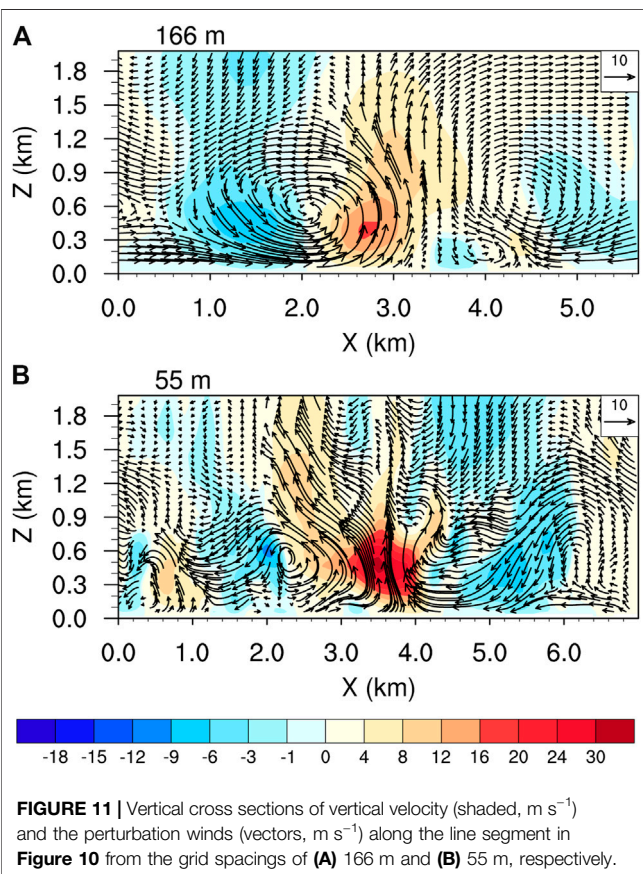 A 166 m
10
1.8
1.5
1.2
0.9
0.6
0.3
0.0
Z (km)
0.0 1.0 2.0 3.0 4.0 5.0
X (km)
B 55 m
10
1.8
1.5
1.2
0.9
0.6
0.3
0.0
Z (km)
0.0 1.0 2.0 3.0 4.0 5.0 6.0
X (km)
-18 -15 -12 -9 -6 -3 -1 0 4 8 12 16 20 24 30
FIGURE 11 | Vertical cross sections of vertical velocity (shaded, m s⁻¹)
and the perturbation winds (vectors, m s⁻¹) along the line segment in
Figure 10 from the grid spacings of (A) 166 m and (B) 55 m, respectively.